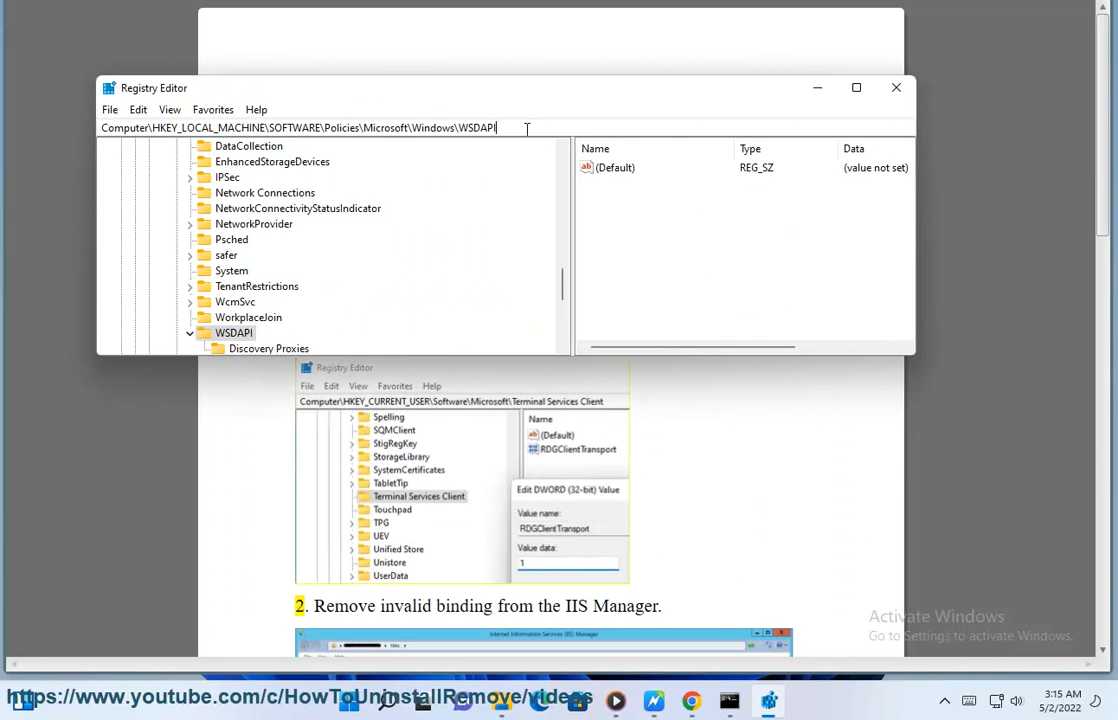 Registry Editor
File Edit View Favorites Help
Computer\HKEY_LOCAL_MACHINE\SOFTWARE\Policies\Microsoft\Windows\WSDAPI
DataCollection
EnhancedStorageDevices
IPSec
Network Connections
NetworkConnectivityStatusIndicator
NetworkProvider
Psched
safer
System
TenantRestrictions
WcmSvc
WorkplaceJoin
WSDAPI
Discovery Proxies
Name Type Data
(Default) REG_SZ (value not set)
Registry Editor
File Edit View Favorites Help
Computer\HKEY_CURRENT_USER\Software\Microsoft\Terminal Services Client
Spelling
SQMClient
StigRegKey
StorageLibrary
SystemCertificates
TabletTip
Terminal Services Client
Touchpad
TPG
UEV
Unified Store
Unistore
UserData
Name
(Default)
RDGClientTransport
Edit DWORD (32-bit) Value
Value name:
RDGClientTransport
Value data:
1
2. Remove invalid binding from the IIS Manager.
Internet Information Services (IIS) Manager
Activate Windows
Go to Settings to activate Windows.
https://www.youtube.com/c/HowToUninstallRemove/videos
3:15 AM
5/2/2022